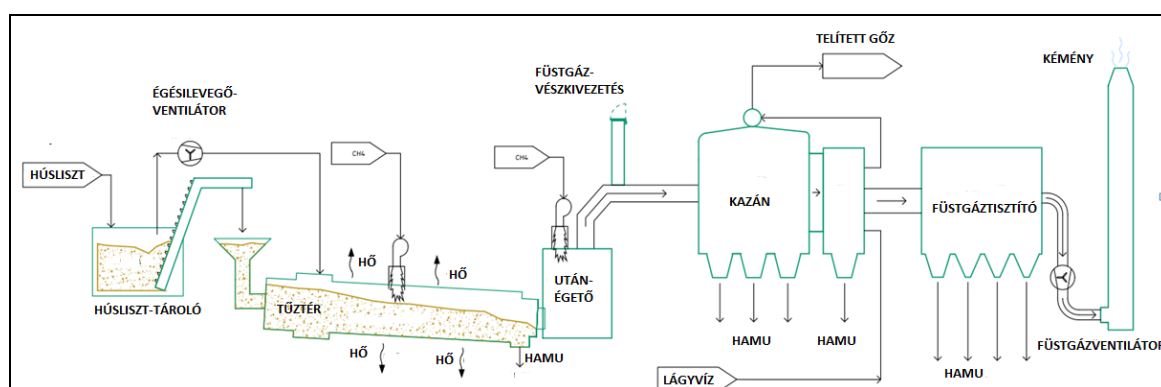 TELÍTETT GŐZ
KÉMÉNY
FÜSTGÁZ-
VÉSZKIVEZETÉS
ÉGÉSILEVEGŐ-
VENTILÁTOR
HÚSLISZT
CH4
CH4
KAZÁN
FÜSTGÁZTISZTÍTÓ
HŐ
HŐ
UTÁN-
ÉGETŐ
HÚSLISZT-TÁROLÓ
TŰZTÉR
HŐ
HŐ
HAMU
HAMU
HAMU
FÜSTGÁZVENTILÁTOR
LÁGYVÍZ
HAMU